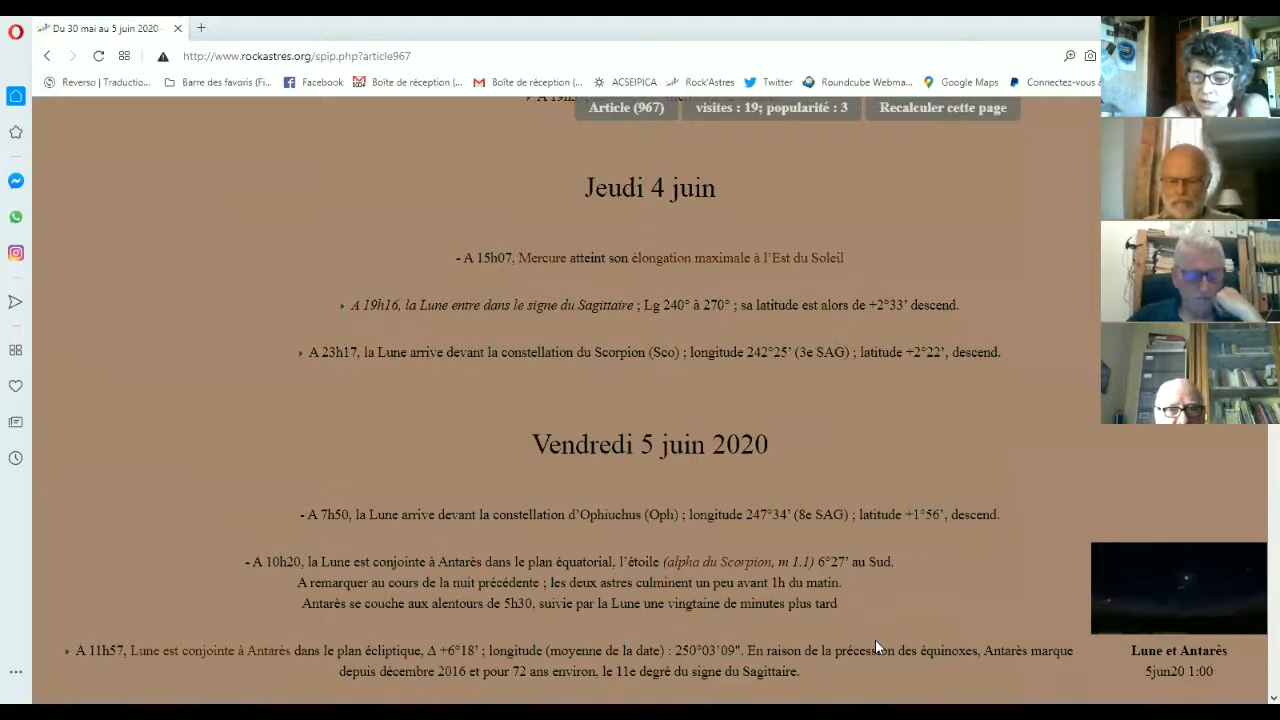 Du 30 mai au 5 juin 2020 -
http://www.rockastres.org/spip.php?article967
Reverso | Traductio...
Barre des favoris (Fi...
Facebook
Boîte de réception (...
Boîte de réception (...
ACSEIPICA
Rock'Astres
Twitter
Roundcube Webma...
Google Maps
Connectez-vous à
Article (967)
visites : 19; popularité : 3
Recalculer cette page
Jeudi 4 juin
- A 15h07, Mercure atteint son élongation maximale à l’Est du Soleil
A 19h16, la Lune entre dans le signe du Sagittaire ; Lg 240° à 270° ; sa latitude est alors de +2°33’ descend.
A 23h17, la Lune arrive devant la constellation du Scorpion (Sco) ; longitude 242°25’ (3e SAG) ; latitude +2°22’, descend.
Vendredi 5 juin 2020
- A 7h50, la Lune arrive devant la constellation d’Ophiuchus (Oph) ; longitude 247°34’ (8e SAG) ; latitude +1°56’, descend.
- A 10h20, la Lune est conjointe à Antarès dans le plan équatorial, l’étoile (alpha du Scorpion, m 1.1) 6°27’ au Sud.
A remarquer au cours de la nuit précédente ; les deux astres culminent un peu avant 1h du matin.
Antarès se couche aux alentours de 5h30, suivie par la Lune une vingtaine de minutes plus tard
A 11h57, Lune est conjointe à Antarès dans le plan écliptique, Δ +6°18’ ; longitude (moyenne de la date) : 250°03’09". En raison de la précession des équinoxes, Antarès marque
depuis décembre 2016 et pour 72 ans environ, le 11e degré du signe du Sagittaire.
Lune et Antarès
5jun20 1:00